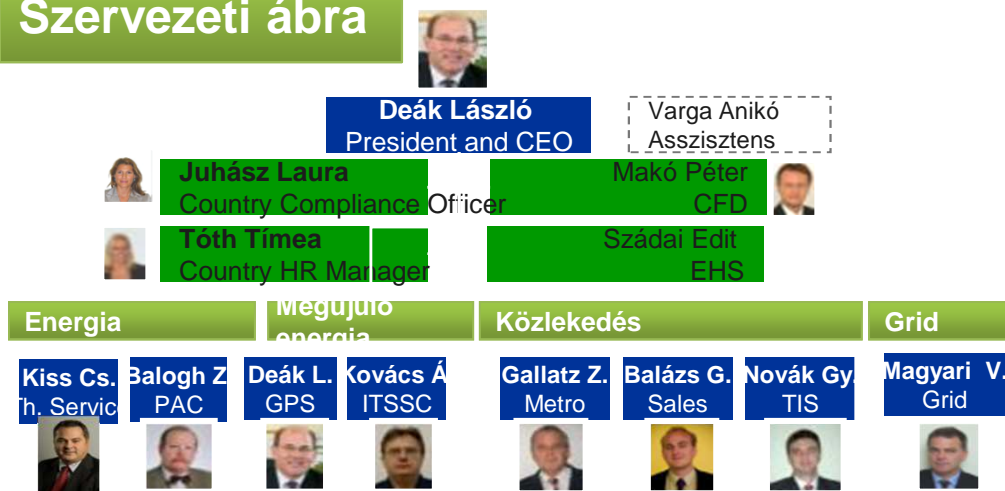 Szervezeti ábra
Deák László
President and CEO
Varga Anikó
Asszisztens
Juhász Laura
Country Compliance Officer
Makó Péter
CFD
Tóth Tímea
Country HR Manager
Szádai Edit
EHS
Energia
Megújuló
energia
Közlekedés
Grid
Kiss Cs.
Th. Servic
Balogh Z
PAC
Deák L.
GPS
Kovács Á
ITSSC
Gallatz Z.
Metro
Balázs G.
Sales
Novák Gy.
TIS
Magyari V.
Grid